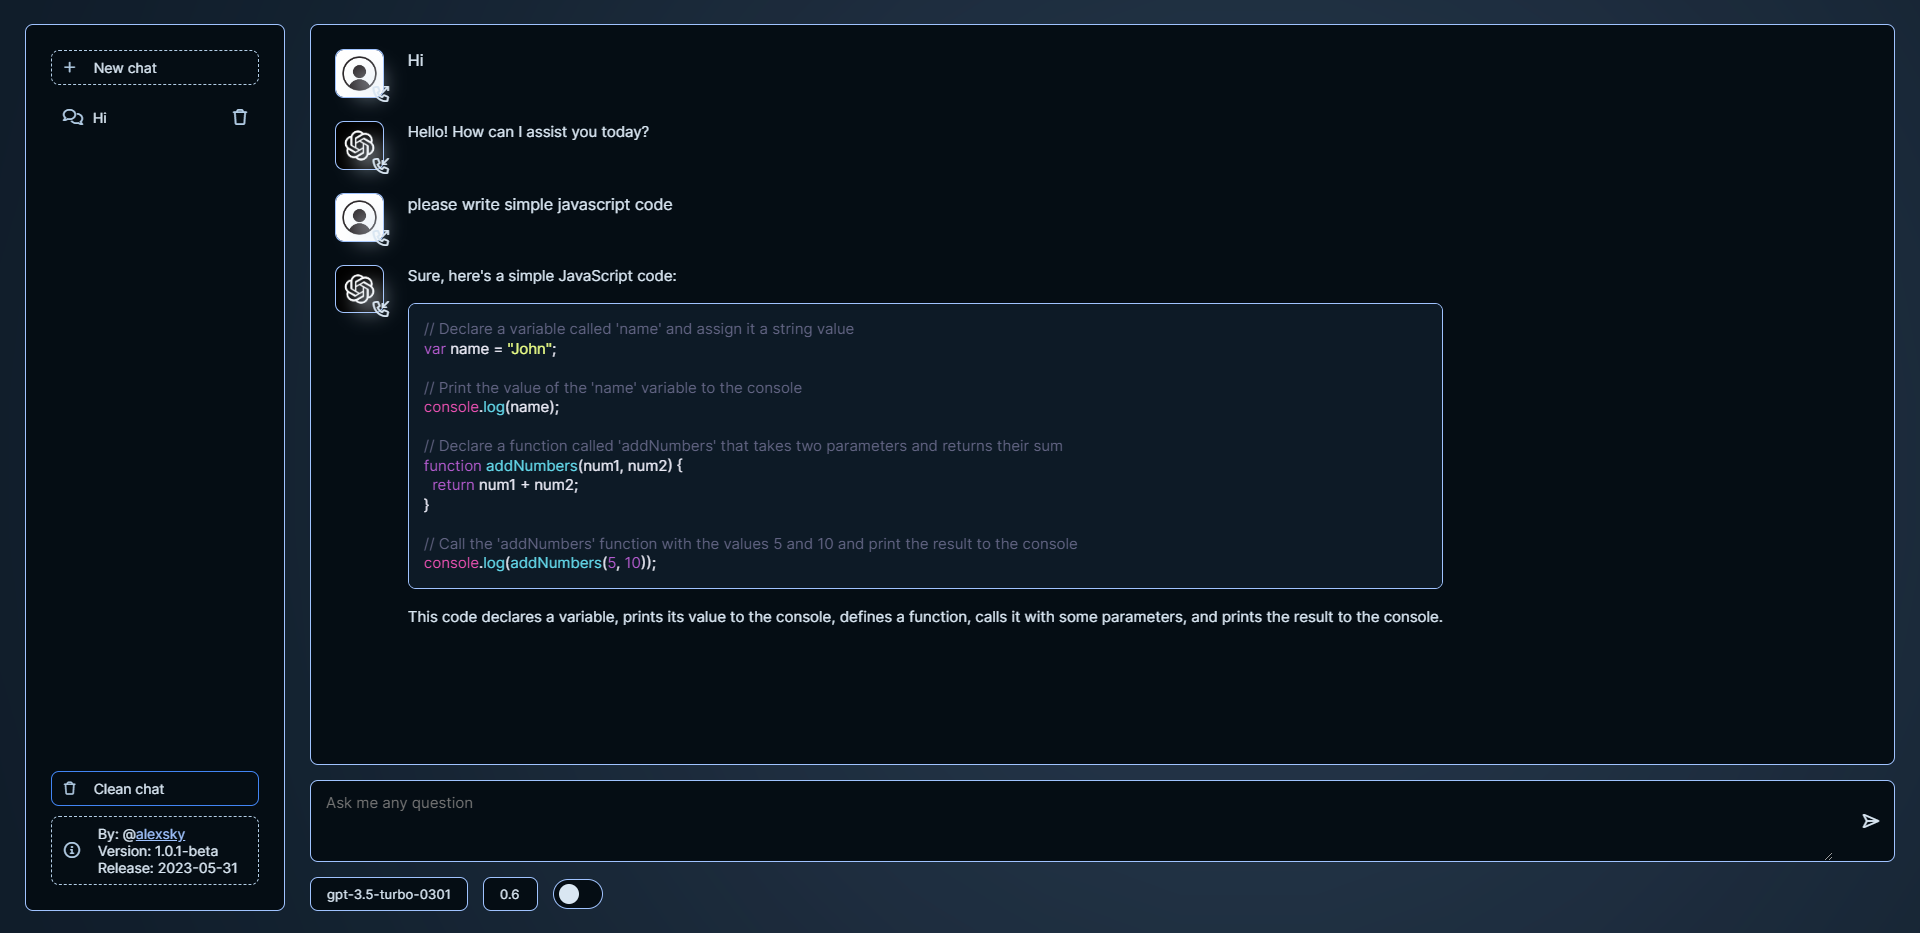 New chat
Hi
Clean chat
By: @alexsky
Version: 1.0.1-beta
Release: 2023-05-31
Hi
Hello! How can I assist you today?
please write simple javascript code
Sure, here's a simple JavaScript code:
// Declare a variable called 'name' and assign it a string value
var name = "John";
// Print the value of the 'name' variable to the console
console.log(name);
// Declare a function called 'addNumbers' that takes two parameters and returns their sum
function addNumbers(num1, num2) {
  return num1 + num2;
}
// Call the 'addNumbers' function with the values 5 and 10 and print the result to the console
console.log(addNumbers(5, 10));
This code declares a variable, prints its value to the console, defines a function, calls it with some parameters, and prints the result to the console.
Ask me any question
gpt-3.5-turbo-0301
0.6